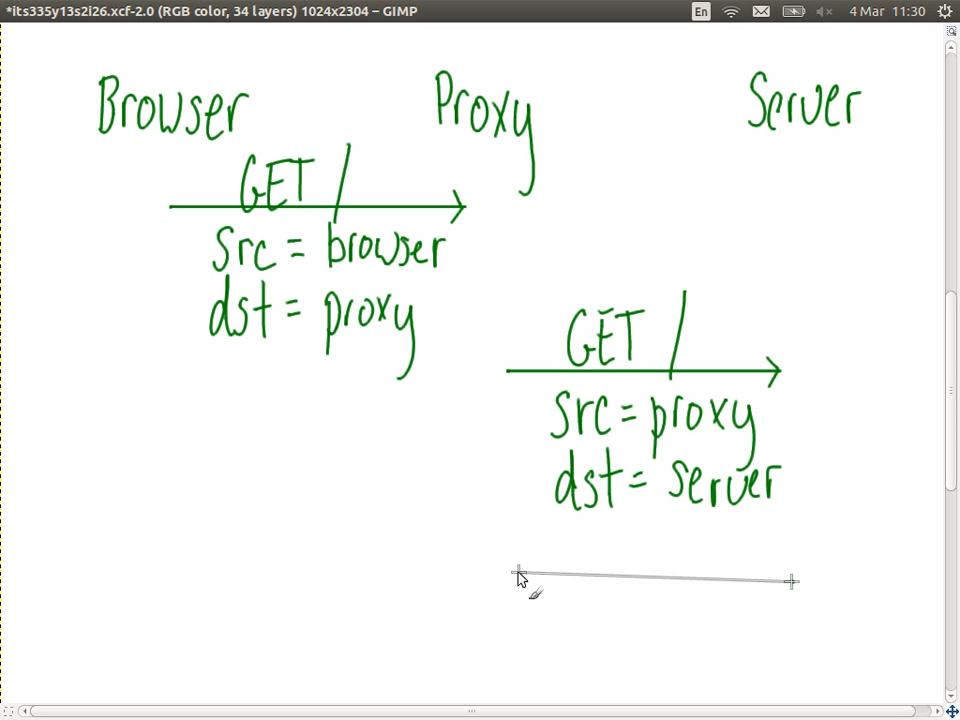 *its335y13s2i26.xcf-2.0 (RGB color, 34 layers) 1024x2304 – GIMP
En
4 Mar 11:30
Browser Proxy Server
GET /
src = browser
dst = proxy
GET /
src = proxy
dst = server